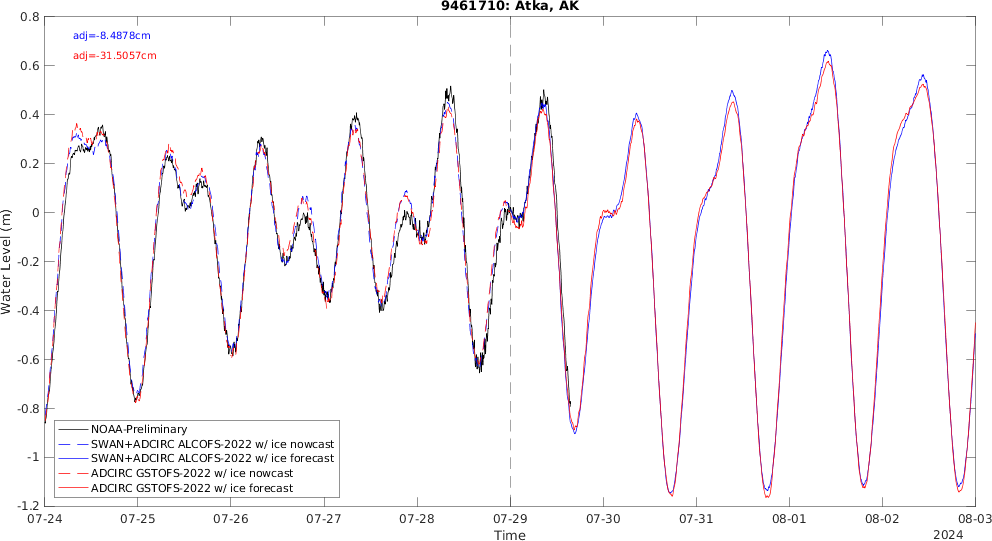 9461710: Atka, AK
adj=-8.4878cm
adj=-31.5057cm
0.8
0.6
0.4
0.2
0
-0.2
-0.4
-0.6
-0.8
-1
-1.2
Water Level (m)
NOAA-Preliminary
SWAN+ADCIRC ALCOFS-2022 w/ ice nowcast
SWAN+ADCIRC ALCOFS-2022 w/ ice forecast
ADCIRC GSTOFS-2022 w/ ice nowcast
ADCIRC GSTOFS-2022 w/ ice forecast
07-24 07-25 07-26 07-27 07-28 07-29 07-30 07-31 08-01 08-02 08-03
Time
2024